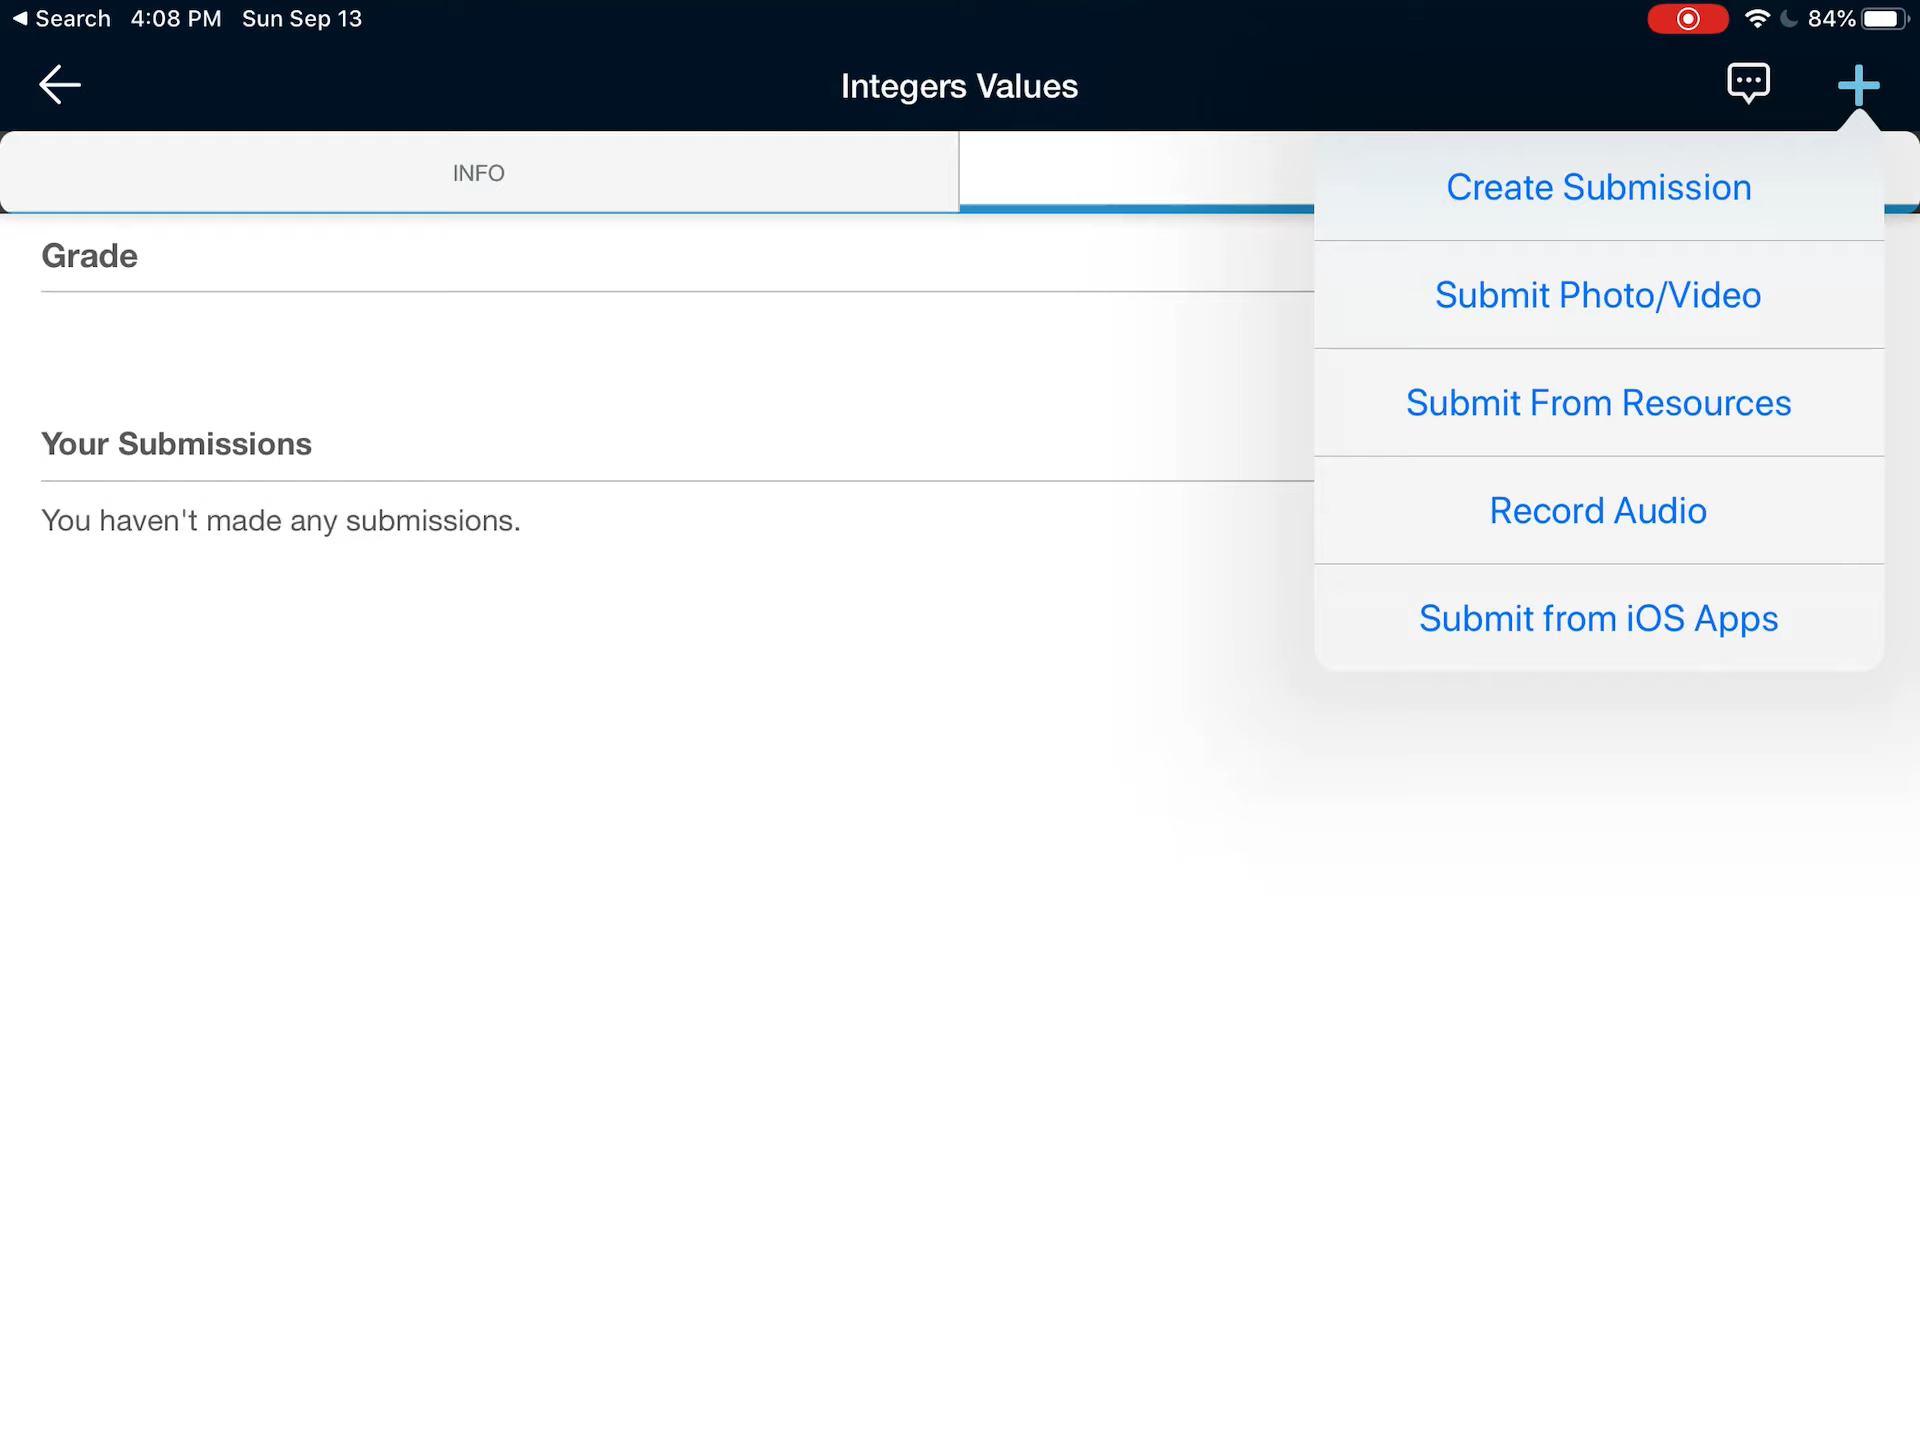 Search 4:08 PM Sun Sep 13 84%
Integers Values
INFO
Create Submission
Grade
Submit Photo/Video
Submit From Resources
Your Submissions
Record Audio
You haven't made any submissions.
Submit from iOS Apps